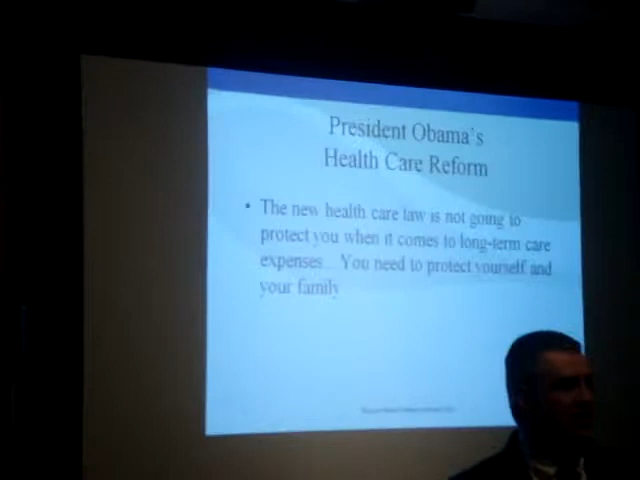 President Obama's
Health Care Reform
• The new health care law is not going to
protect you when it comes to long-term care
expenses... You need to protect yourself and
your family